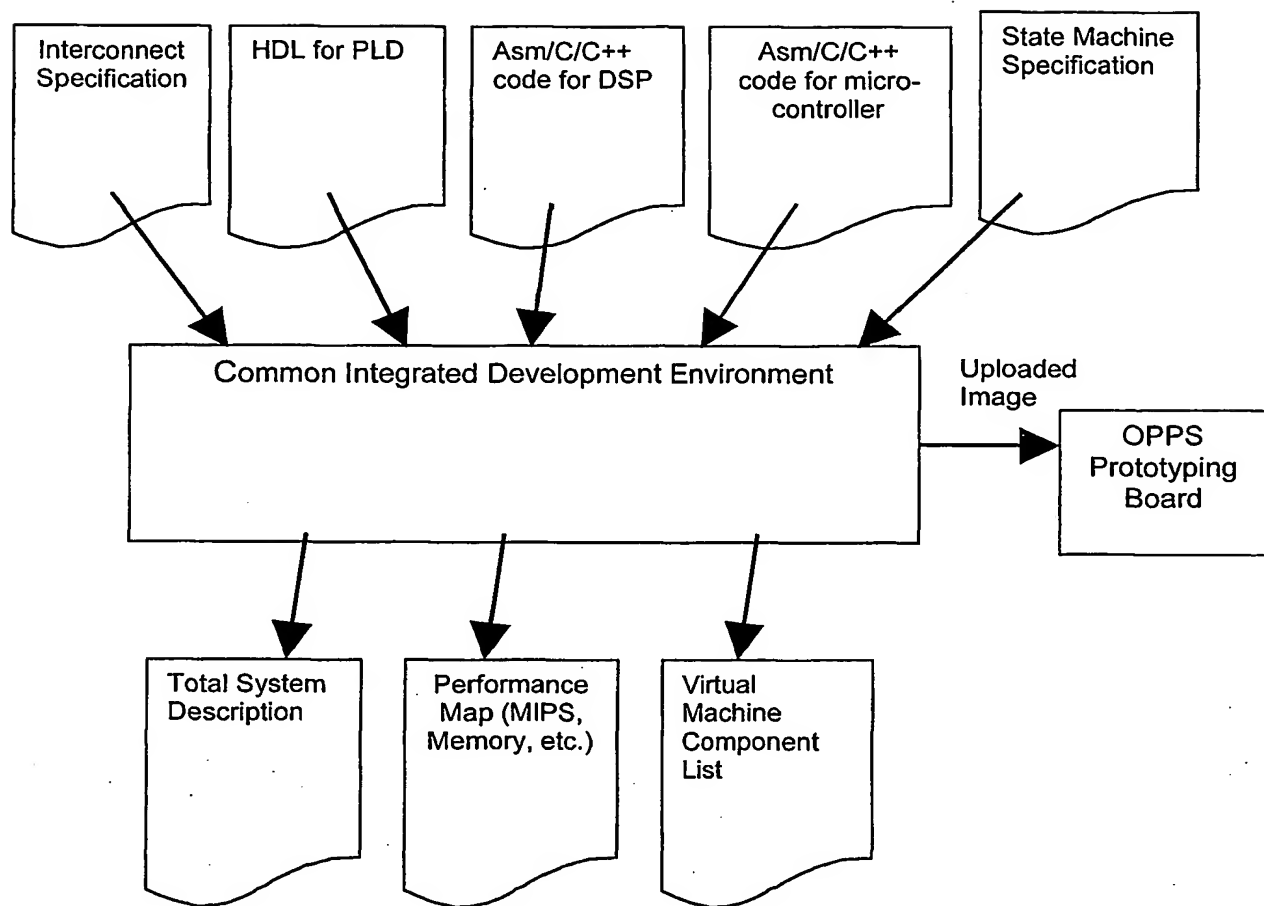 Interconnect
Specification
HDL for PLD
Asm/C/C++
code for DSP
Asm/C/C++
code for micro-
controller
State Machine
Specification
Common Integrated Development Environment
Uploaded
Image
OPPS
Prototyping
Board
Total System
Description
Performance
Map (MIPS,
Memory, etc.)
Virtual
Machine
Component
List